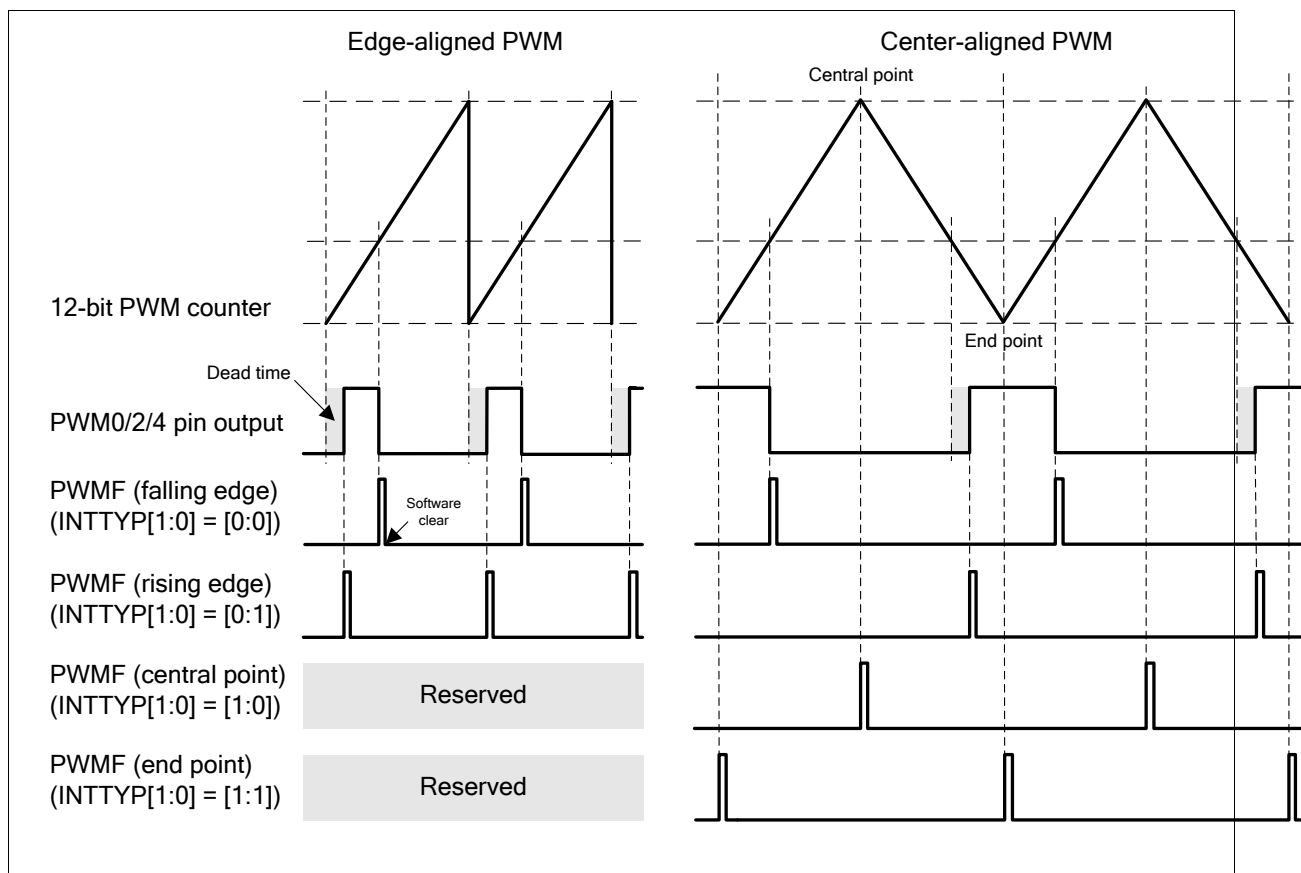 Edge-aligned PWM
Center-aligned PWM
Central point
12-bit PWM counter
End point
Dead time
PWM0/2/4 pin output
PWMF (falling edge)
(INTTYP[1:0] = [0:0])
Software
clear
PWMF (rising edge)
(INTTYP[1:0] = [0:1])
PWMF (central point)
(INTTYP[1:0] = [1:0])
Reserved
PWMF (end point)
(INTTYP[1:0] = [1:1])
Reserved